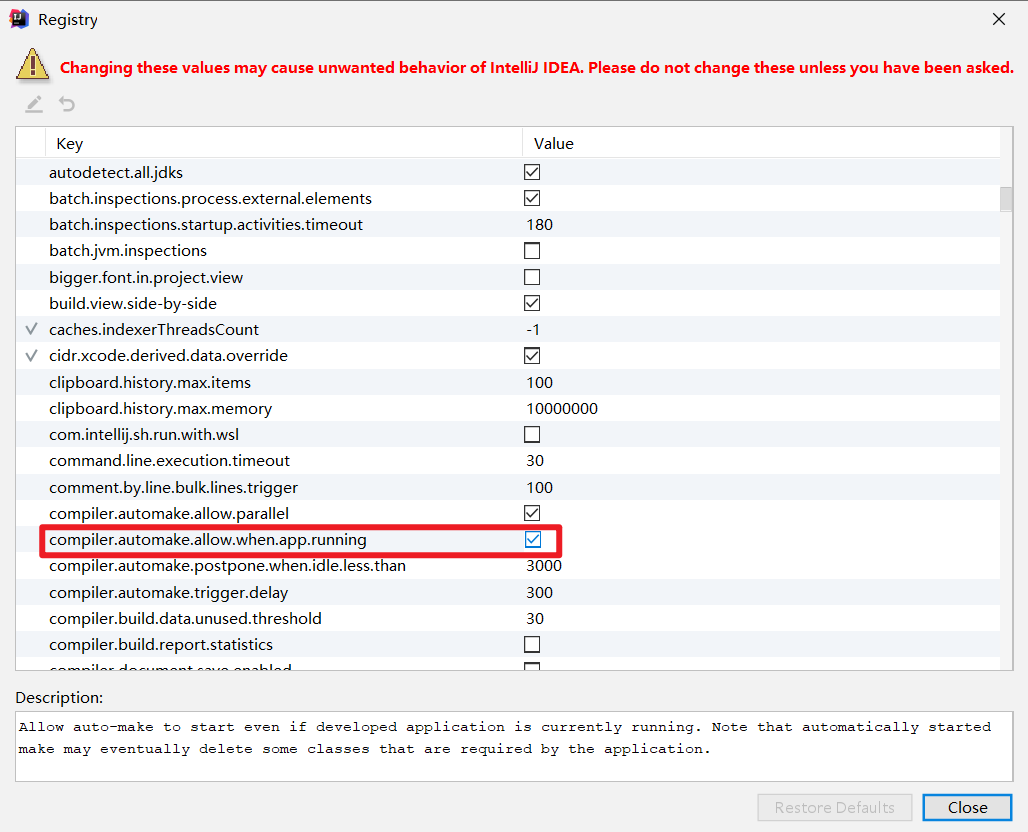 Registry
Changing these values may cause unwanted behavior of IntelliJ IDEA. Please do not change these unless you have been asked.
Key Value
autodetect.all.jdks
batch.inspections.process.external.elements
batch.inspections.startup.activities.timeout 180
batch.jvm.inspections
bigger.font.in.project.view
build.view.side-by-side
caches.indexerThreadsCount -1
cidr.xcode.derived.data.override
clipboard.history.max.items 100
clipboard.history.max.memory 10000000
com.intellij.sh.run.with.wsl
command.line.execution.timeout 30
comment.by.line.bulk.lines.trigger 100
compiler.automake.allow.parallel
compiler.automake.allow.when.app.running
compiler.automake.postpone.when.idle.less.than 3000
compiler.automake.trigger.delay 300
compiler.build.data.unused.threshold 30
compiler.build.report.statistics
compiler.document.save.enabled
Description:
Allow auto-make to start even if developed application is currently running. Note that automatically started
make may eventually delete some classes that are required by the application.
Restore Defaults Close